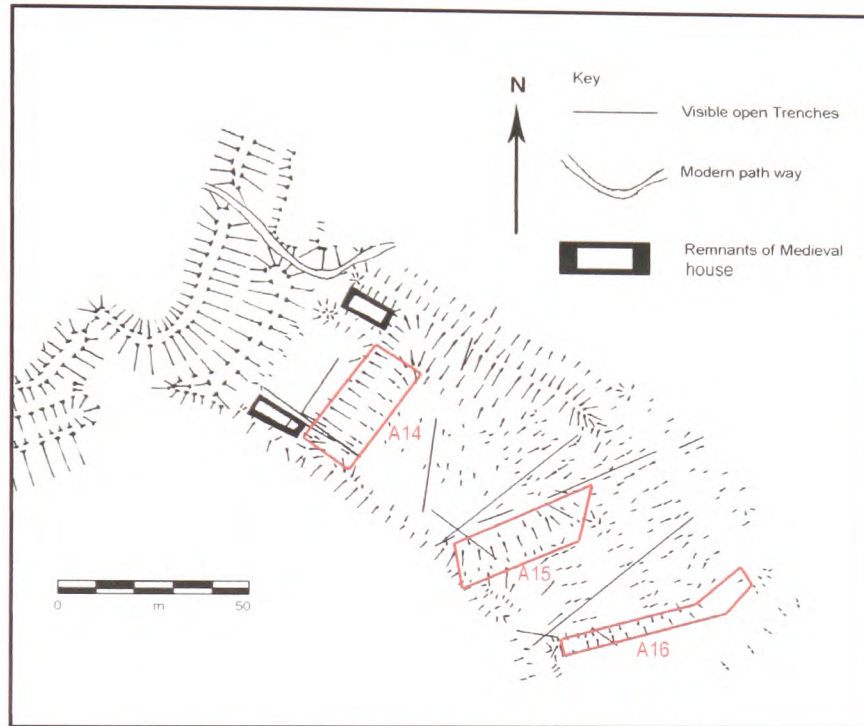 N
Key
Visible open Trenches
Modern path way
Remnants of Medieval
house
A14
A15
A16
0 m 50